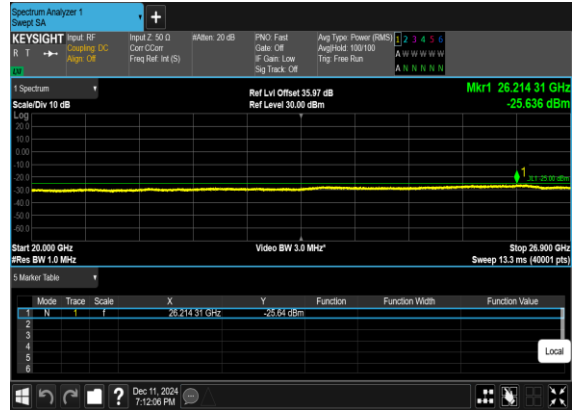 Spectrum Analyzer 1
Swept SA
+
KEYSIGHT Input: RF Input Z: 50 Ω #Atten: 20 dB PNO: Fast Avg Type: Power (RMS) 1 2 3 4 5 6
R T Coupling: DC Corr CCorr Gate: Off Avg|Hold: 100/100 A W W W W W
Align: Off Freq Ref: Int (S) IF Gain: Low Trig: Free Run
Sig Track: Off A N N N N N
1 Spectrum Ref Lvl Offset 35.97 dB Mkr1 26.214 31 GHz
Scale/Div 10 dB Ref Level 30.00 dBm -25.636 dBm
Log
20.0
10.0
0.00
-10.0
1
-20.0
-30.0
-40.0
-50.0
-60.0
Start 20.000 GHz Video BW 3.0 MHz* Stop 26.900 GHz
#Res BW 1.0 MHz Sweep 13.3 ms (40001 pts)
5 Marker Table
Mode Trace Scale X Y Function Function Width Function Value
1 N 1 f 26.214 31 GHz -25.64 dBm
2
3
4
5
6
Local
? Dec 11, 2024
7:12:06 PM